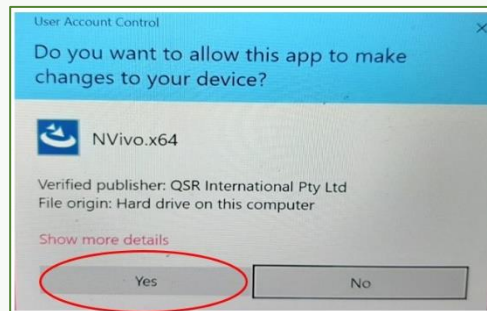 User Account Control
Do you want to allow this app to make
changes to your device?
NVivo.x64
Verified publisher: QSR International Pty Ltd
File origin: Hard drive on this computer
Show more details
Yes
No